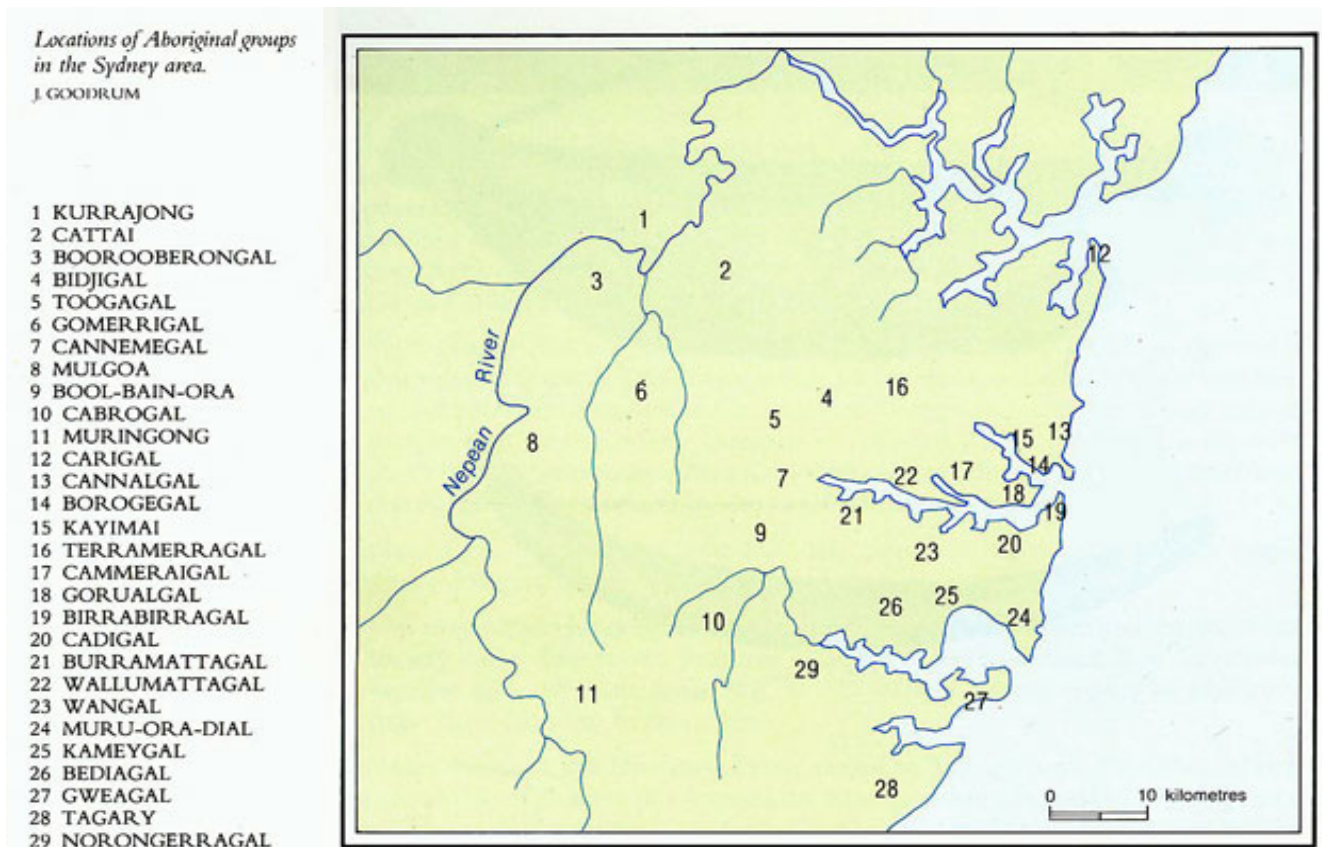 Locations of Aboriginal groups
in the Sydney area.
J. GOODRUM
1 KURRAJONG
2 CATTAI
3 BOOROOBERONGAL
4 BIDJIGAL
5 TOOGAGAL
6 GOMERRIGAL
7 CANNEMEGAL
8 MULGOA
9 BOOL-BAIN-ORA
10 CABROGAL
11 MURINGONG
12 CARIGAL
13 CANNALGAL
14 BOROGEGAL
15 KAYIMAI
16 TERRAMERRAGAL
17 CAMMERAIGAL
18 GORUALGAL
19 BIRRABIRRAGAL
20 CADIGAL
21 BURRAMATTAGAL
22 WALLUMATTAGAL
23 WANGAL
24 MURU-ORA-DIAL
25 KAMEYGAL
26 BEDIAGAL
27 GWEAGAL
28 TAGARY
29 NORONGERRAGAL
1
12
2
3
River
16
6
4
5
13
15
8
Nepean
14
17
22
7
18
19
21
9
20
23
25
26
24
10
29
11
27
28
0 10 kilometres